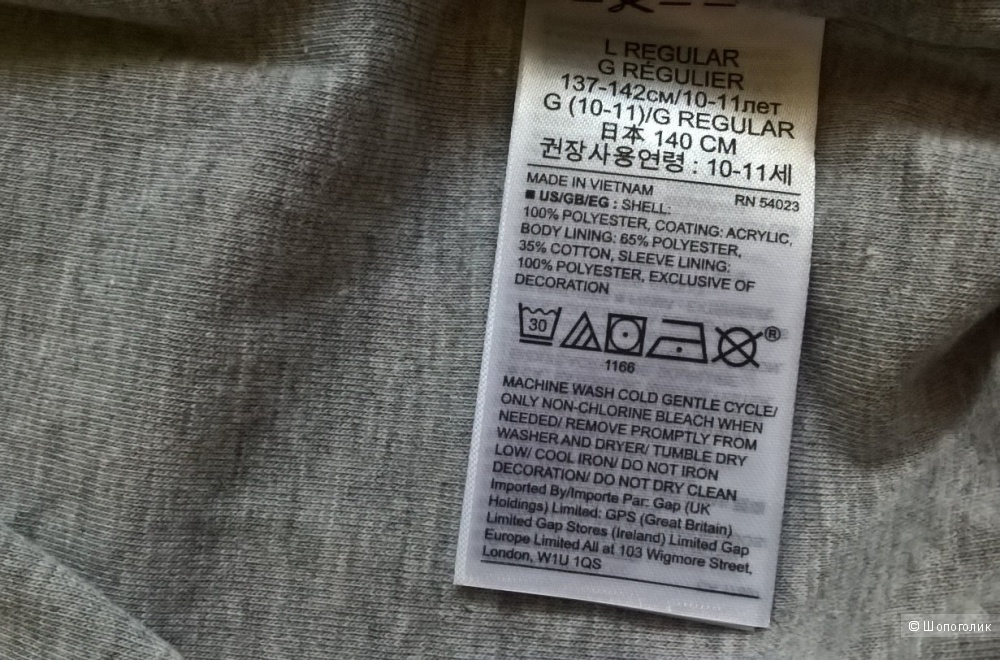 L REGULAR
G RÉGULIER
137-142см/10-11лет
G (10-11)/G REGULAR
日本 140 CM
권장사용연령 : 10-11세
MADE IN VIETNAM
RN 54023
■ US/GB/EG : SHELL:
100% POLYESTER, COATING: ACRYLIC,
BODY LINING: 65% POLYESTER,
35% COTTON, SLEEVE LINING:
100% POLYESTER, EXCLUSIVE OF
DECORATION
30
®
1166
MACHINE WASH COLD GENTLE CYCLE/
ONLY NON-CHLORINE BLEACH WHEN
NEEDED/ REMOVE PROMPTLY FROM
WASHER AND DRYER/ TUMBLE DRY
LOW/ COOL IRON/ DO NOT IRON
DECORATION/ DO NOT DRY CLEAN
Imported By/Importe Par: Gap (UK
Holdings) Limited: GPS (Great Britain)
Limited Gap Stores (Ireland) Limited Gap
Europe Limited All at 103 Wigmore Street,
London, W1U 1QS
© Шопоголик